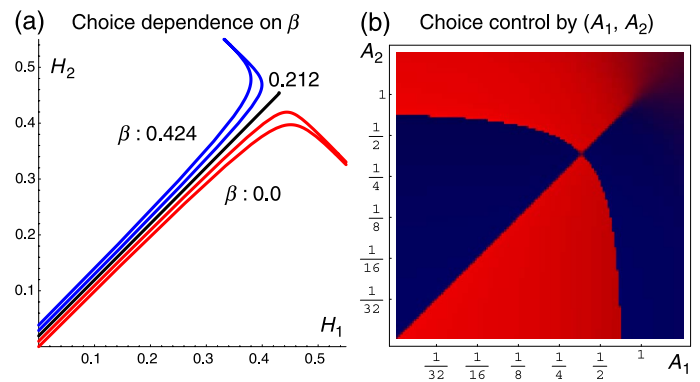 (a) Choice dependence on β
H2
0.5
0.4
0.3
0.2
0.1
0.212
β : 0.424
β : 0.0
H1
0.1 0.2 0.3 0.4 0.5
(b) Choice control by (A1, A2)
A2
1
1/2
1/4
1/8
1/16
1/32
1/32 1/16 1/8 1/4 1/2 1
A1